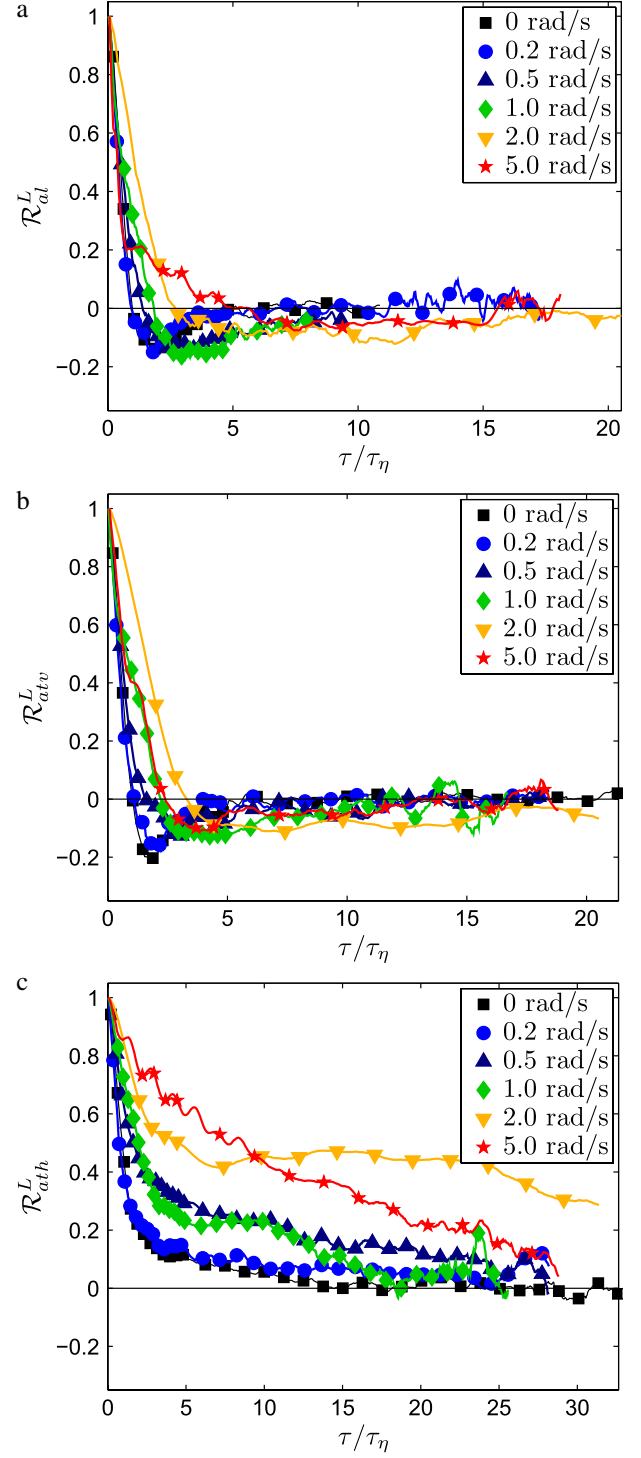 a
1
0.8
0.6
0.4
0.2
0
−0.2
0
5
10
15
20
τ/τη
R^L_al
0 rad/s
0.2 rad/s
0.5 rad/s
1.0 rad/s
2.0 rad/s
5.0 rad/s
b
1
0.8
0.6
0.4
0.2
0
−0.2
0
5
10
15
20
τ/τη
R^L_atv
0 rad/s
0.2 rad/s
0.5 rad/s
1.0 rad/s
2.0 rad/s
5.0 rad/s
c
1
0.8
0.6
0.4
0.2
0
−0.2
0
5
10
15
20
25
30
τ/τη
R^L_ath
0 rad/s
0.2 rad/s
0.5 rad/s
1.0 rad/s
2.0 rad/s
5.0 rad/s